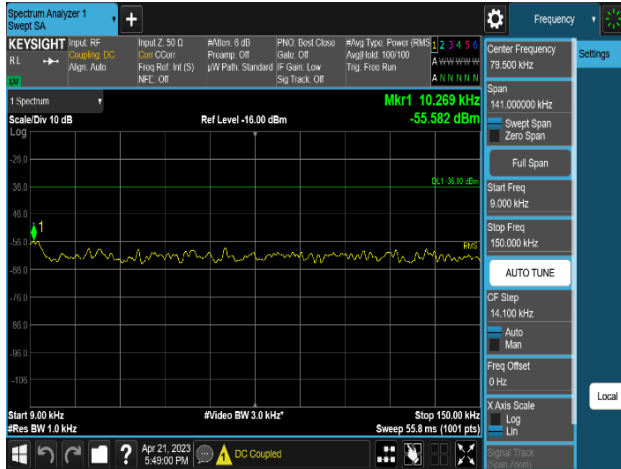 Spectrum Analyzer 1
Swept SA
+
Frequency
KEYSIGHT
Input: RF
Coupling: DC
Align: Auto
Input Z: 50 Ω
Corr CCorr
Freq Ref: Int (S)
NFE: Off
#Atten: 6 dB
Preamp: Off
µW Path: Standard
PNO: Best Close
Gate: Off
IF Gain: Low
Sig Track: Off
#Avg Type: Power (RMS
Avg|Hold: 100/100
Trig: Free Run
1 2 3 4 5 6
A W W W W W
A N N N N N
R L
1 Spectrum
Mkr1 10.269 kHz
-55.582 dBm
Scale/Div 10 dB
Ref Level -16.00 dBm
Log
-26.0
-36.0
-46.0
-56.0
-66.0
-76.0
-86.0
-96.0
-106
DL1 -36.00 dBm
1
RMS
Start 9.00 kHz
#Res BW 1.0 kHz
#Video BW 3.0 kHz*
Stop 150.00 kHz
Sweep 55.8 ms (1001 pts)
Center Frequency
79.500 kHz
Settings
Span
141.000000 kHz
Swept Span
Zero Span
Full Span
Start Freq
9.000 kHz
Stop Freq
150.000 kHz
AUTO TUNE
CF Step
14.100 kHz
Auto
Man
Freq Offset
0 Hz
Local
X Axis Scale
Log
Lin
Signal Track
(Span Zoom)
?
Apr 21, 2023
5:49:00 PM
DC Coupled